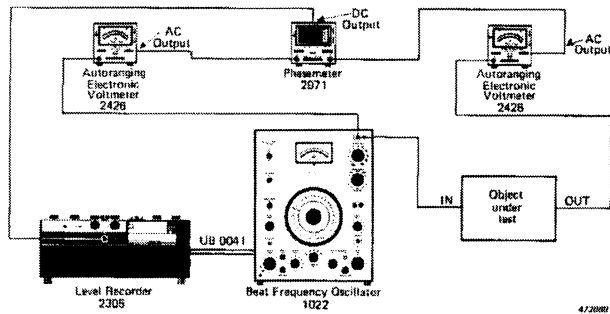 AC
Output
DC
Output
AC
Output
Autoranging
Electronic
Voltmeter
2426
Phasemeter
2971
Autoranging
Electronic
Voltmeter
2426
IN
Object
under
test
OUT
UB 0041
Level Recorder
2305
Beat Frequency Oscillator
1022